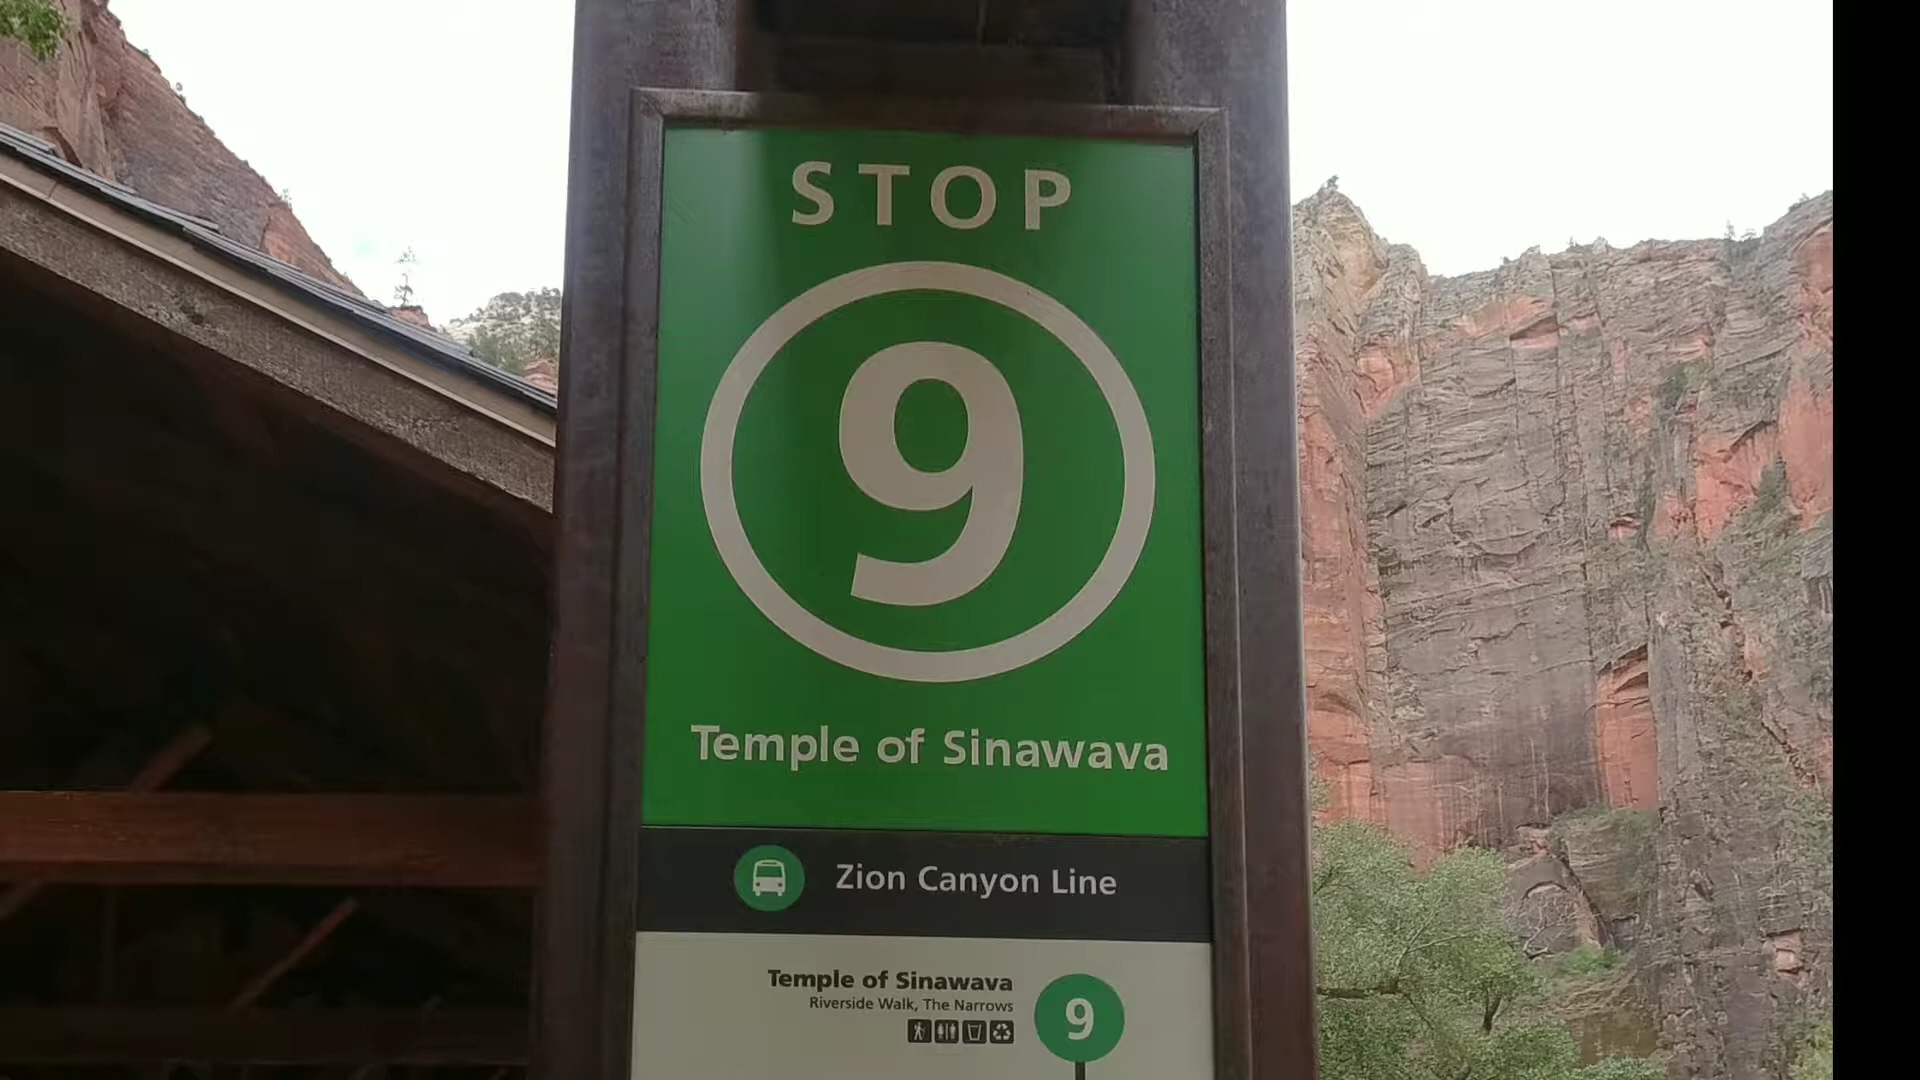 STOP
9
Temple of Sinawava
Zion Canyon Line
Temple of Sinawava
Riverside Walk, The Narrows
9